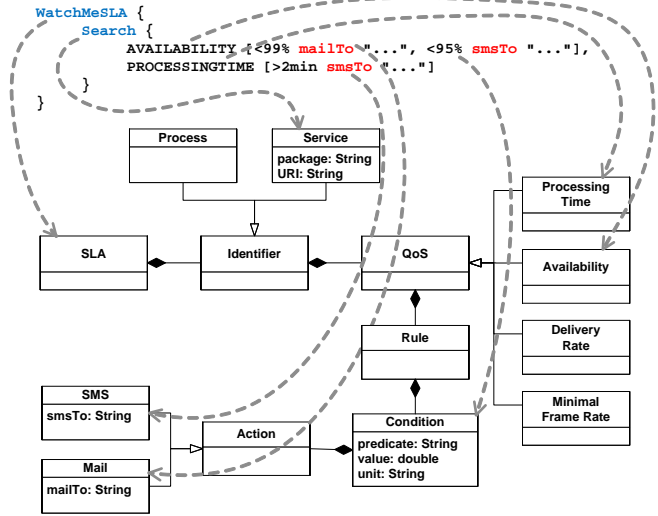 WatchMeSLA {
Search {
AVAILABILITY [<99% mailTo "...", <95% smsTo "..."],
PROCESSINGTIME [>2min smsTo "..."]
}
}
Process
Service
package: String
URI: String
Processing
Time
SLA
Identifier
QoS
Availability
Rule
Delivery
Rate
SMS
smsTo: String
Minimal
Frame Rate
Action
Condition
predicate: String
value: double
unit: String
Mail
mailTo: String